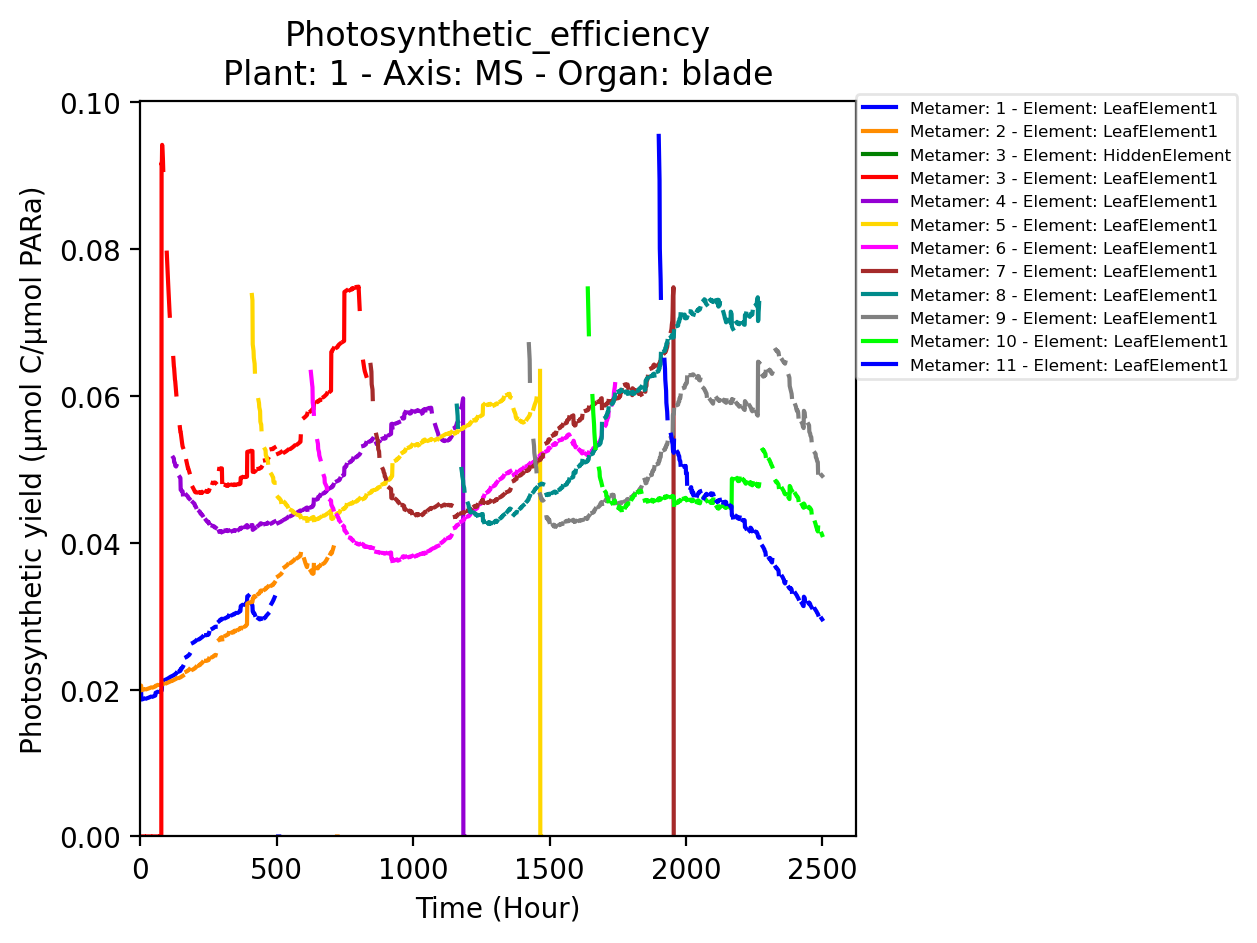 Photosynthetic_efficiency
Plant: 1 - Axis: MS - Organ: blade
Photosynthetic yield (µmol C/µmol PARa)
0.10
0.08
0.06
0.04
0.02
0.00
0
500
1000
1500
2000
2500
Time (Hour)
Metamer: 1 - Element: LeafElement1
Metamer: 2 - Element: LeafElement1
Metamer: 3 - Element: HiddenElement
Metamer: 3 - Element: LeafElement1
Metamer: 4 - Element: LeafElement1
Metamer: 5 - Element: LeafElement1
Metamer: 6 - Element: LeafElement1
Metamer: 7 - Element: LeafElement1
Metamer: 8 - Element: LeafElement1
Metamer: 9 - Element: LeafElement1
Metamer: 10 - Element: LeafElement1
Metamer: 11 - Element: LeafElement1